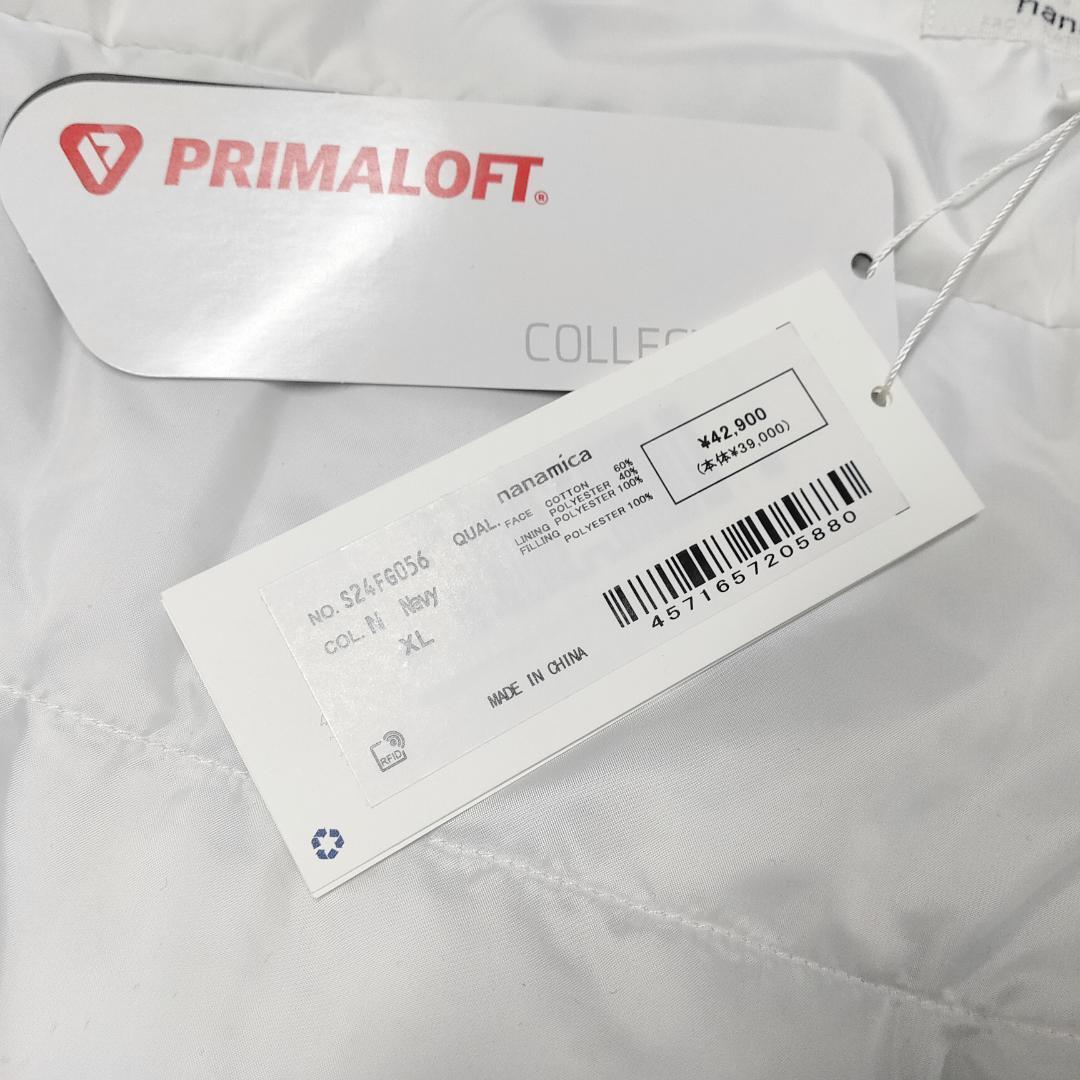 nan
PRIMALOFT®
COLLEC
nanamica
¥42,900
(本体¥39,000)
NO. S24FG056
COL. N Navy
XL
QUAL. FACE COTTON 60%
POLYESTER 40%
LINING POLYESTER 100%
FILLING POLYESTER 100%
4571657205880
MADE IN CHINA
RFID